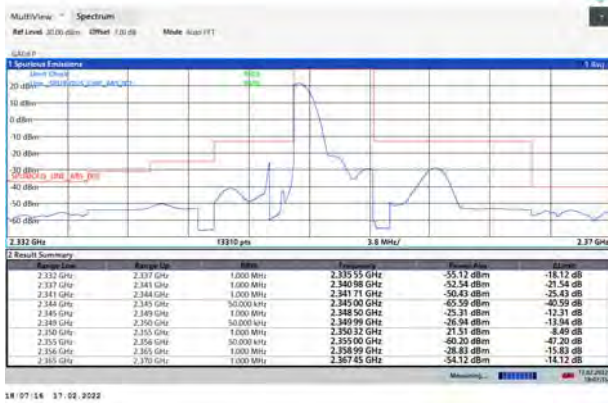 MultiView Spectrum
Ref Level 30.00 dBm Offset 7.00 dB Mode Auto FFT
1 Spurious Emissions
Limit Check
20 dBm
10 dBm
0 dBm
-10 dBm
-20 dBm
-30 dBm
-40 dBm
-50 dBm
-60 dBm
2.332 GHz 13310 pts 3.8 MHz/ 2.37 GHz
2 Result Summary
Range Low Range Up RBW Frequency Power Abs ΔLimit
2.332 GHz 2.337 GHz 1.000 MHz 2.335 55 GHz -55.12 dBm -18.12 dB
2.337 GHz 2.341 GHz 1.000 MHz 2.340 98 GHz -52.54 dBm -21.54 dB
2.341 GHz 2.344 GHz 1.000 MHz 2.341 71 GHz -50.43 dBm -25.43 dB
2.344 GHz 2.345 GHz 50.000 kHz 2.345 00 GHz -65.59 dBm -40.59 dB
2.345 GHz 2.349 GHz 1.000 MHz 2.348 50 GHz -25.31 dBm -12.31 dB
2.349 GHz 2.350 GHz 50.000 kHz 2.349 99 GHz -26.94 dBm -13.94 dB
2.350 GHz 2.355 GHz 1.000 MHz 2.350 32 GHz 21.51 dBm -8.49 dB
2.355 GHz 2.356 GHz 50.000 kHz 2.355 00 GHz -60.20 dBm -47.20 dB
2.356 GHz 2.365 GHz 1.000 MHz 2.358 99 GHz -28.83 dBm -15.83 dB
2.365 GHz 2.370 GHz 1.000 MHz 2.367 45 GHz -54.12 dBm -14.12 dB
Measuring...
18:07:16 17.02.2022